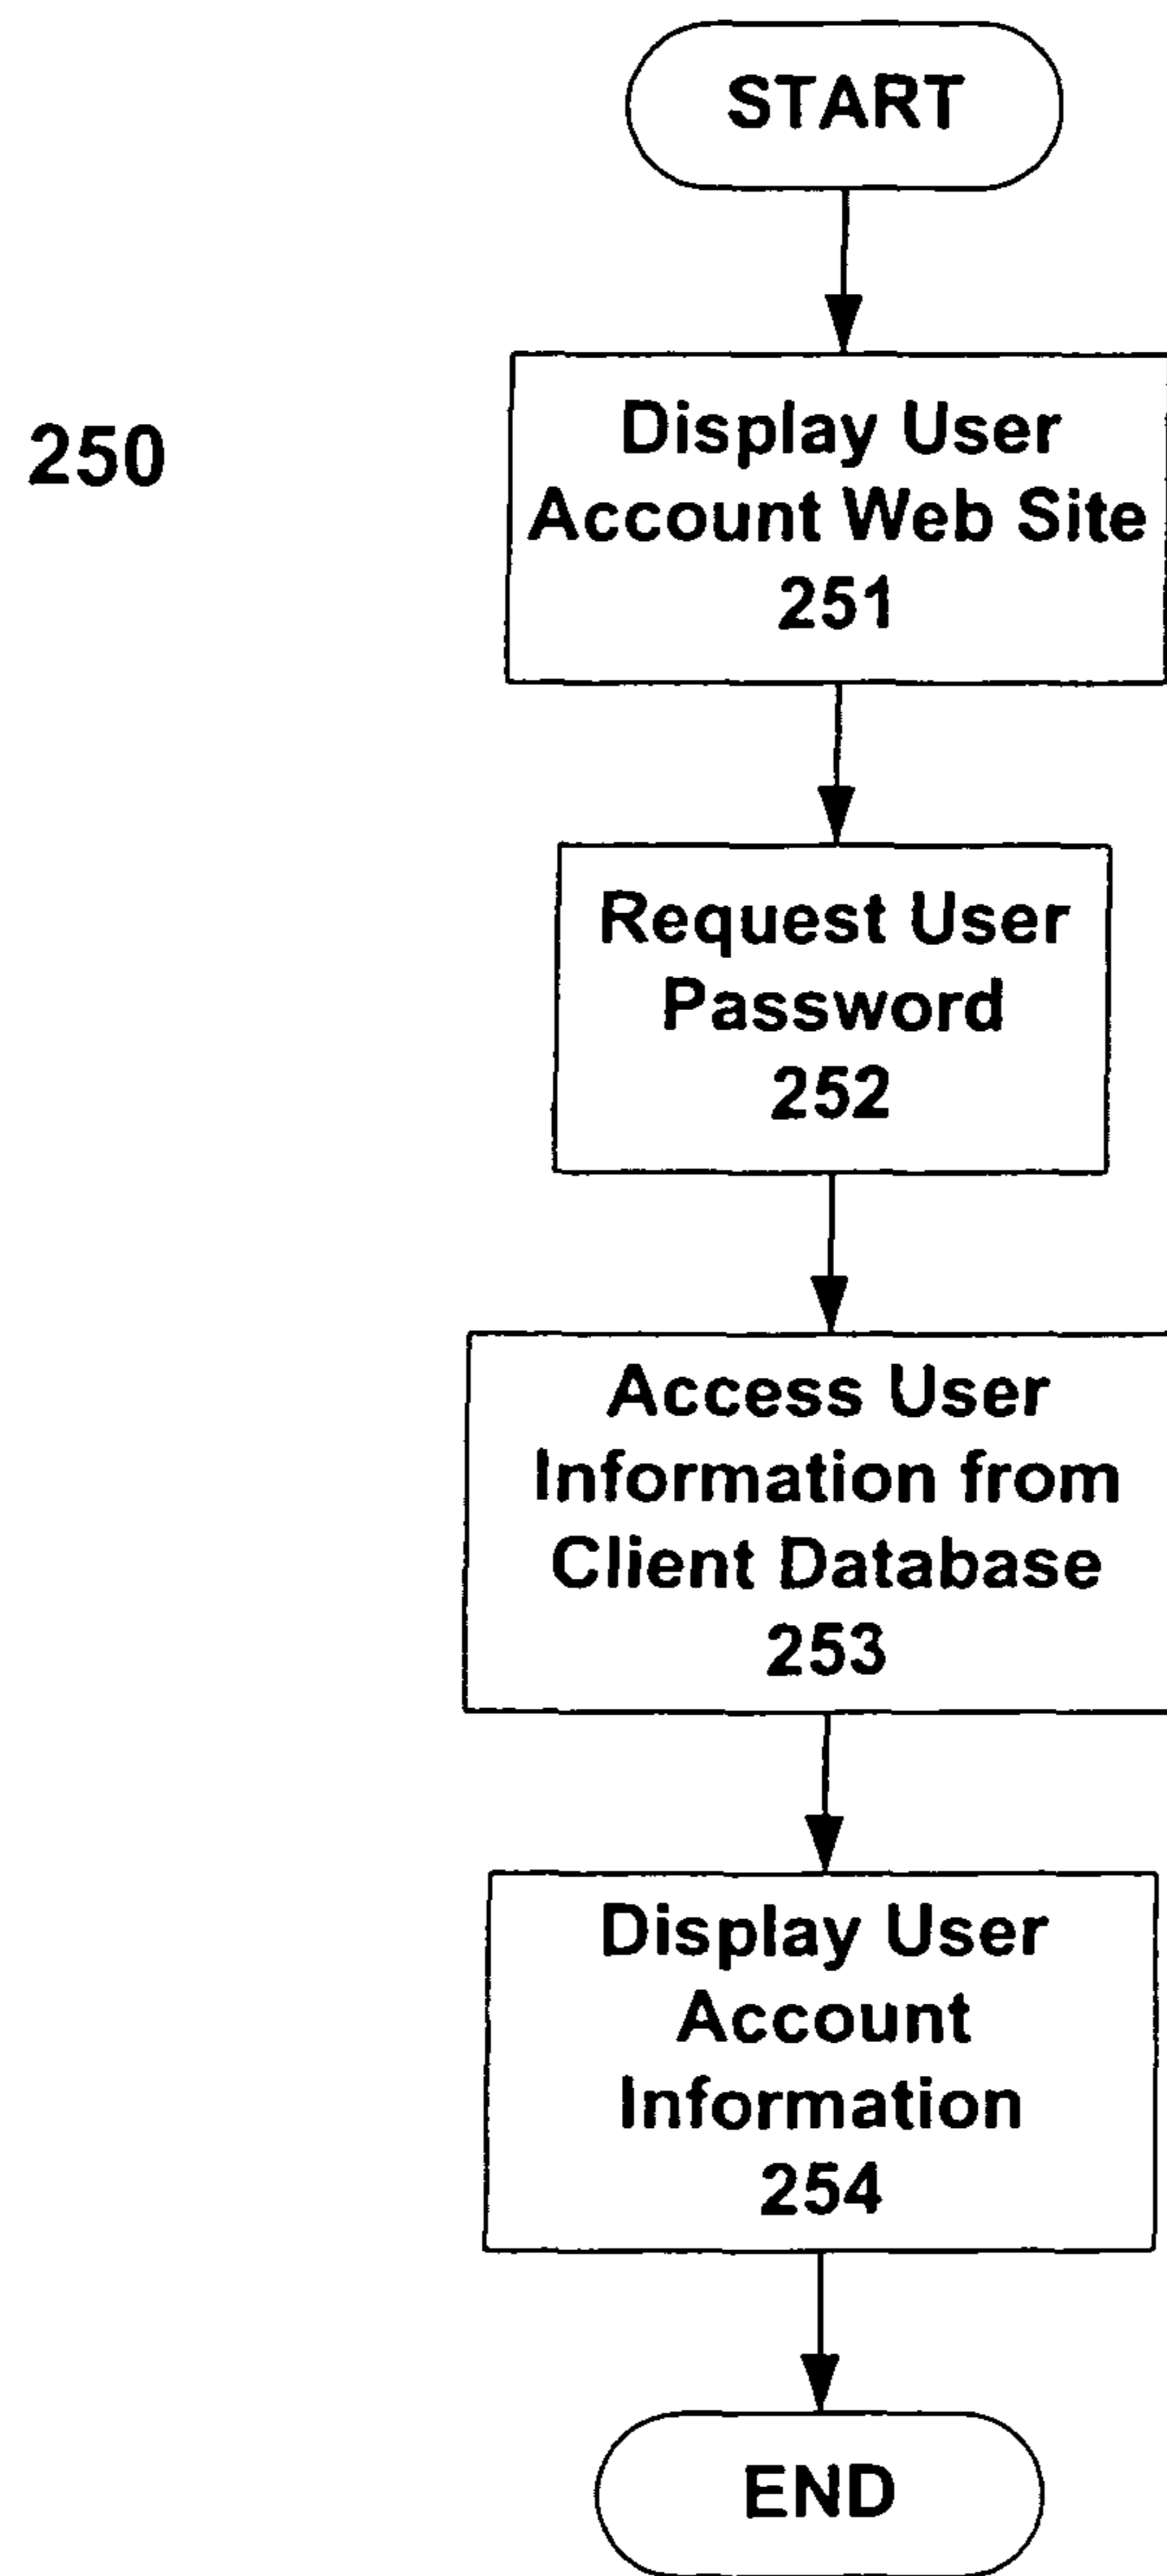 START
250
Display User
Account Web Site
251
Request User
Password
252
Access User
Information from
Client Database
253
Display User
Account
Information
254
END